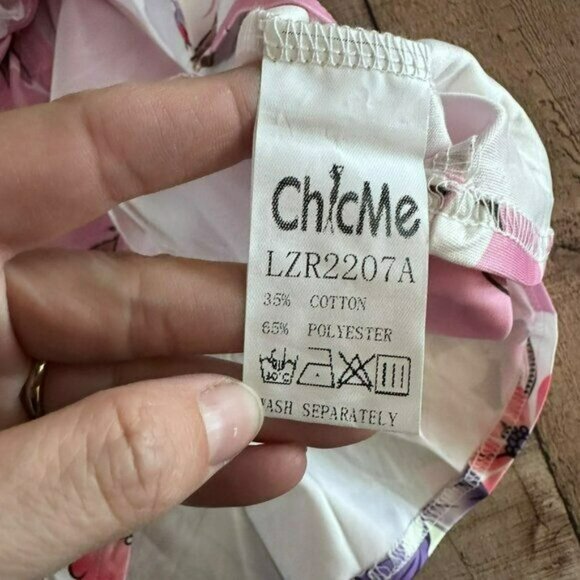 ChicMe
LZR2207A
35% COTTON
65% POLYESTER
WASH SEPARATELY